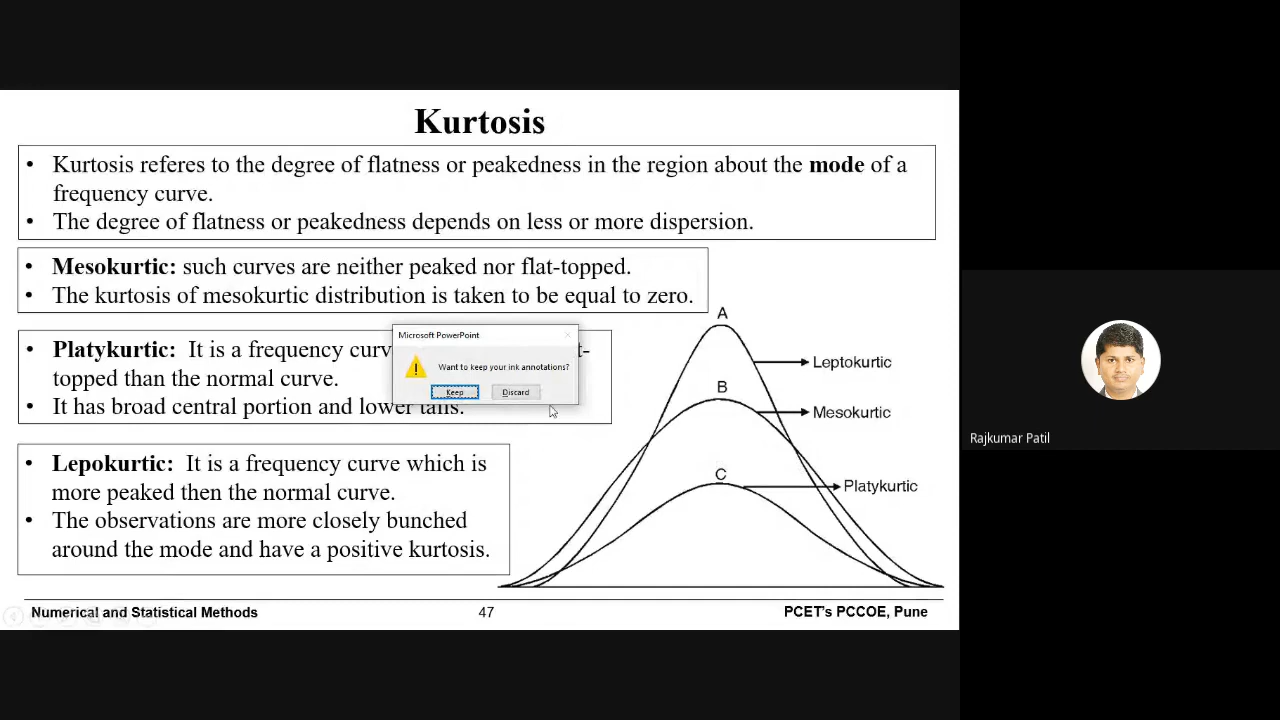 Kurtosis
• Kurtosis referes to the degree of flatness or peakedness in the region about the mode of a
frequency curve.
• The degree of flatness or peakedness depends on less or more dispersion.
• Mesokurtic: such curves are neither peaked nor flat-topped.
• The kurtosis of mesokurtic distribution is taken to be equal to zero.
• Platykurtic: It is a frequency curv
t-
topped than the normal curve.
• It has broad central portion and lower tails.
Microsoft PowerPoint
Want to keep your ink annotations?
Keep
Discard
• Lepokurtic: It is a frequency curve which is
more peaked then the normal curve.
• The observations are more closely bunched
around the mode and have a positive kurtosis.
A
Leptokurtic
B
Mesokurtic
C
Platykurtic
Numerical and Statistical Methods
47
PCET's PCCOE, Pune
Rajkumar Patil